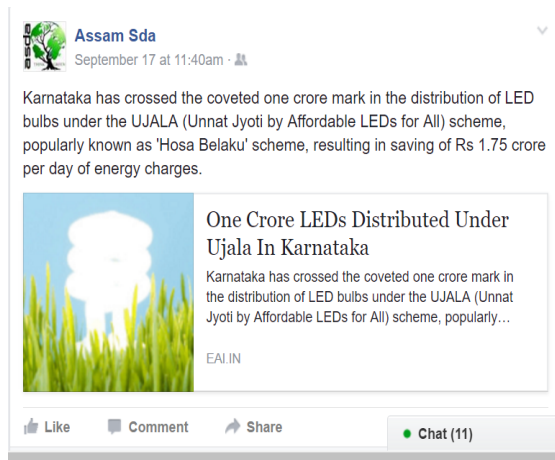 asda
Assam Sda
September 17 at 11:40am ·
Karnataka has crossed the coveted one crore mark in the distribution of LED
bulbs under the UJALA (Unnat Jyoti by Affordable LEDs for All) scheme,
popularly known as 'Hosa Belaku' scheme, resulting in saving of Rs 1.75 crore
per day of energy charges.
One Crore LEDs Distributed Under
Ujala In Karnataka
Karnataka has crossed the coveted one crore mark in
the distribution of LED bulbs under the UJALA (Unnat
Jyoti by Affordable LEDs for All) scheme, popularly…
EAI.IN
Like Comment Share
Chat (11)